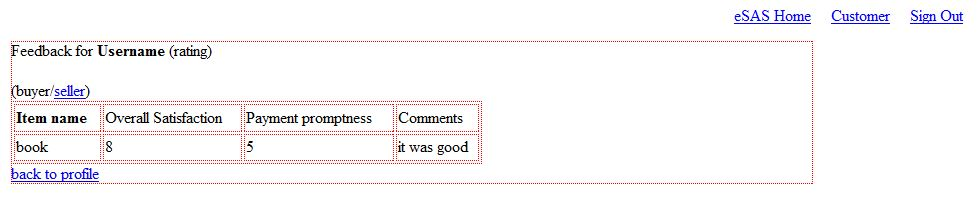 eSAS Home Customer Sign Out
Feedback for Username (rating)
(buyer/seller)
Item name Overall Satisfaction Payment promptness Comments
book 8 5 it was good
back to profile